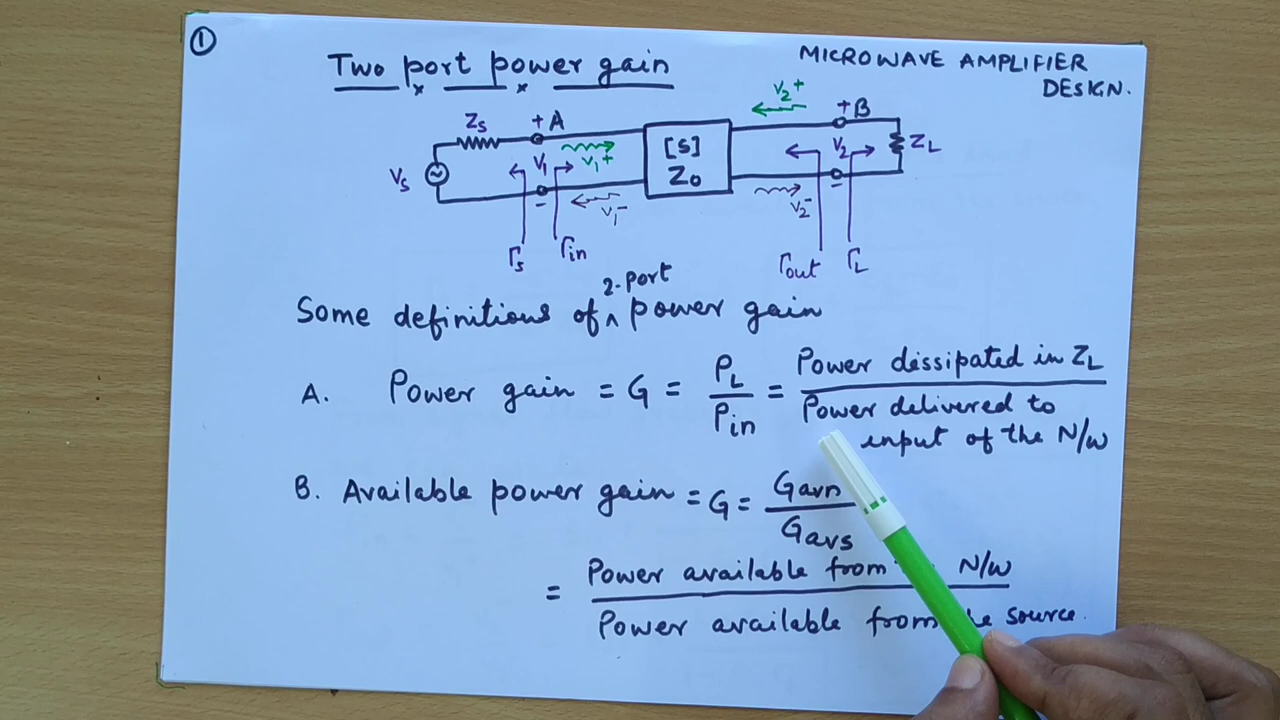 ①
Two port power gain
MICROWAVE AMPLIFIER
DESIGN.
Zs
+ A
V2+
+ B
Vs
V1
V1+
[S]
Z0
V2
ZL
-
V1-
V2-
-
Γs
Γin
Γout
ΓL
2-port
Some definitions of ^ power gain
A. Power gain = G = PL / Pin = Power dissipated in ZL
Power delivered to
input of the N/W
B. Available power gain = G = Gavn
Gavs
= Power available from N/W
Power available from source.